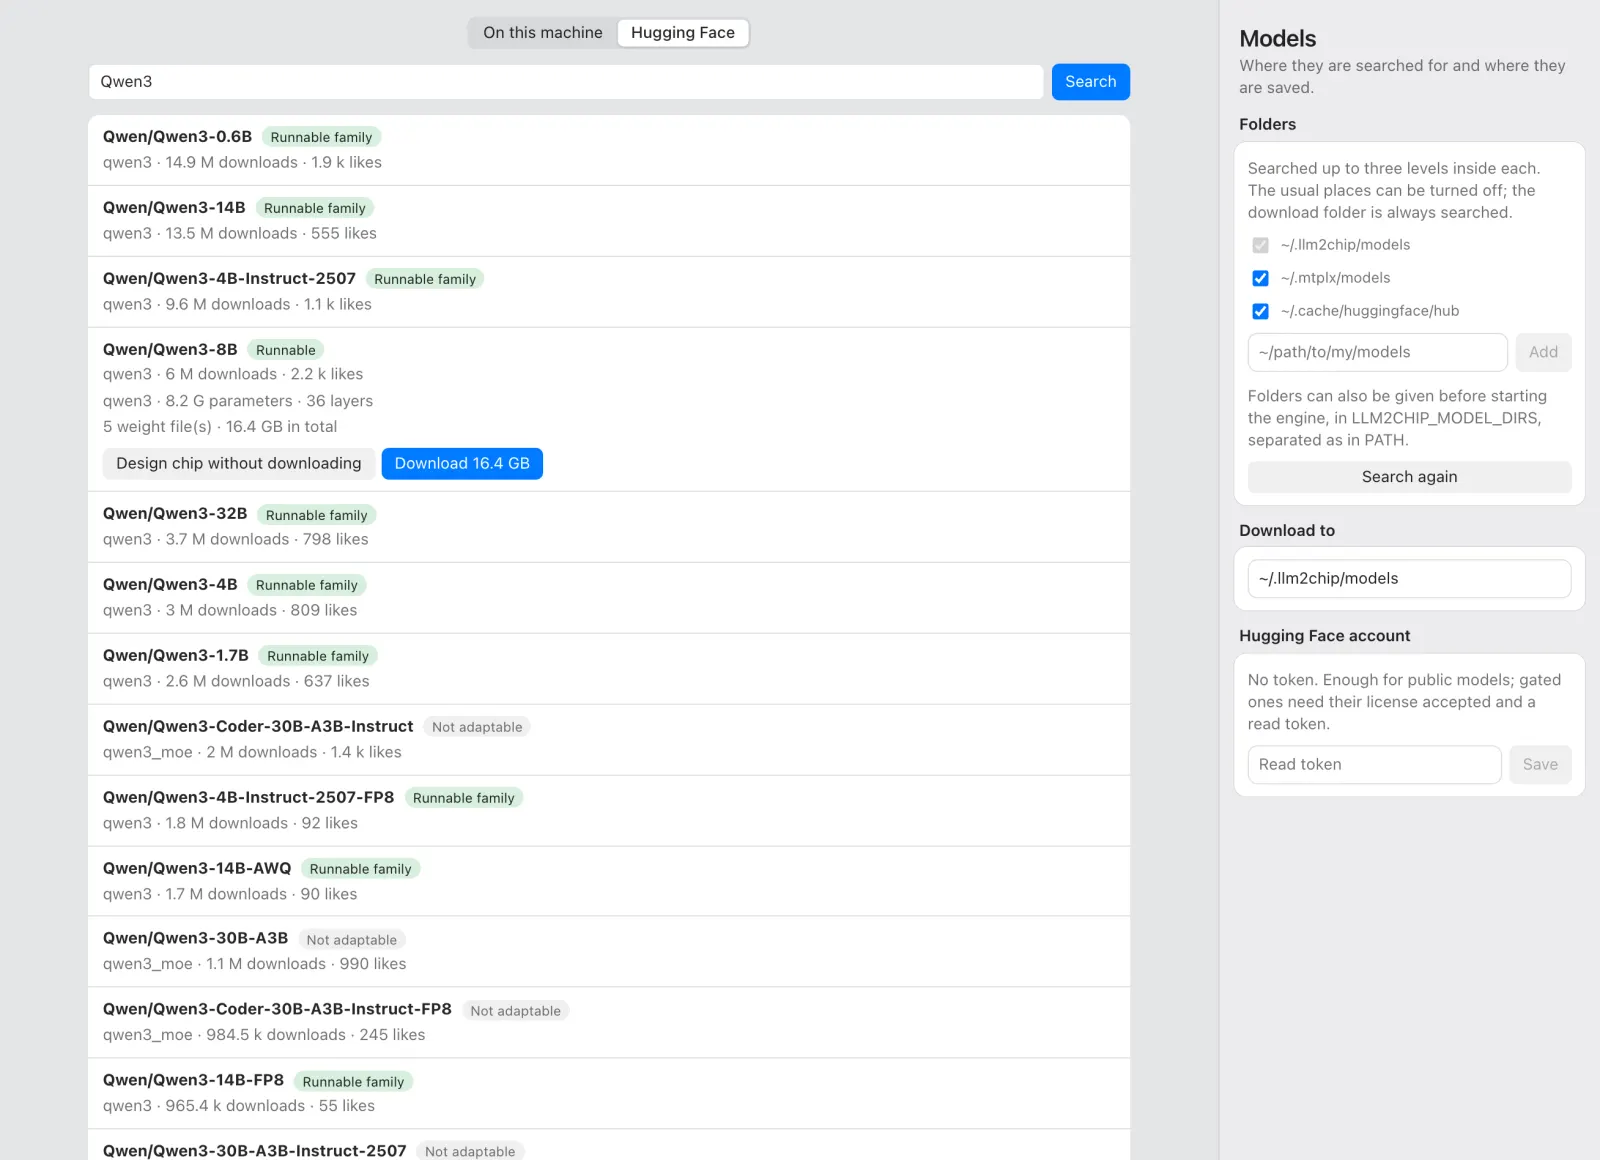 On this machine
Hugging Face
Qwen3
Search
Qwen/Qwen3-0.6B Runnable family
qwen3 · 14.9 M downloads · 1.9 k likes
Qwen/Qwen3-14B Runnable family
qwen3 · 13.5 M downloads · 555 likes
Qwen/Qwen3-4B-Instruct-2507 Runnable family
qwen3 · 9.6 M downloads · 1.1 k likes
Qwen/Qwen3-8B Runnable
qwen3 · 6 M downloads · 2.2 k likes
qwen3 · 8.2 G parameters · 36 layers
5 weight file(s) · 16.4 GB in total
Design chip without downloading
Download 16.4 GB
Qwen/Qwen3-32B Runnable family
qwen3 · 3.7 M downloads · 798 likes
Qwen/Qwen3-4B Runnable family
qwen3 · 3 M downloads · 809 likes
Qwen/Qwen3-1.7B Runnable family
qwen3 · 2.6 M downloads · 637 likes
Qwen/Qwen3-Coder-30B-A3B-Instruct Not adaptable
qwen3_moe · 2 M downloads · 1.4 k likes
Qwen/Qwen3-4B-Instruct-2507-FP8 Runnable family
qwen3 · 1.8 M downloads · 92 likes
Qwen/Qwen3-14B-AWQ Runnable family
qwen3 · 1.7 M downloads · 90 likes
Qwen/Qwen3-30B-A3B Not adaptable
qwen3_moe · 1.1 M downloads · 990 likes
Qwen/Qwen3-Coder-30B-A3B-Instruct-FP8 Not adaptable
qwen3_moe · 984.5 k downloads · 245 likes
Qwen/Qwen3-14B-FP8 Runnable family
qwen3 · 965.4 k downloads · 55 likes
Qwen/Qwen3-30B-A3B-Instruct-2507 Not adaptable
Models
Where they are searched for and where they
are saved.
Folders
Searched up to three levels inside each.
The usual places can be turned off; the
download folder is always searched.
~/.llm2chip/models
~/.mtplx/models
~/.cache/huggingface/hub
~/path/to/my/models
Add
Folders can also be given before starting
the engine, in LLM2CHIP_MODEL_DIRS,
separated as in PATH.
Search again
Download to
~/.llm2chip/models
Hugging Face account
No token. Enough for public models; gated
ones need their license accepted and a
read token.
Read token
Save